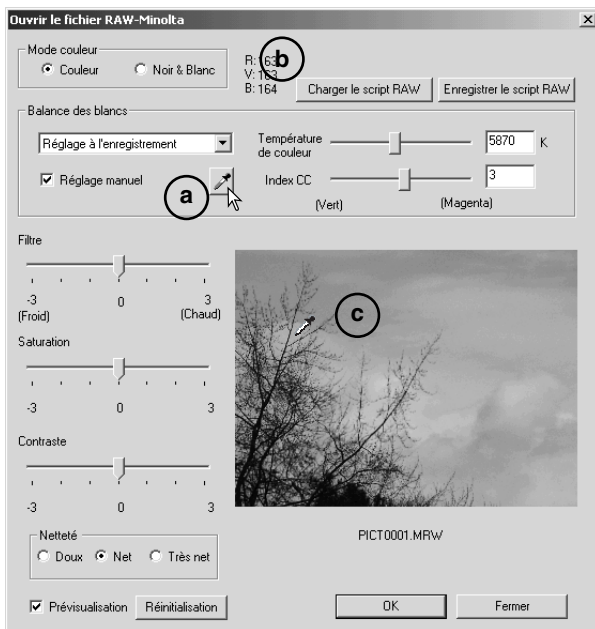 Ouvrir le fichier RAW-Minolta
Mode couleur
Couleur Noir & Blanc
R: 163
V: 163
B: 164
b
Charger le script RAW Enregistrer le script RAW
Balance des blancs
Réglage à l'enregistrement
Température de couleur
5870 K
Réglage manuel
a
Index CC
3
(Vert) (Magenta)
Filtre
-3 0 3
(Froid) (Chaud)
c
Saturation
-3 0 3
Contraste
-3 0 3
Netteté
Doux Net Très net
PICT0001.MRW
Prévisualisation Réinitialisation OK Fermer